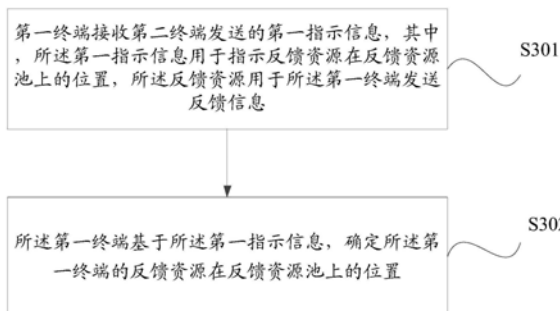 第一终端接收第二终端发送的第一指示信息，其中
，所述第一指示信息用于指示反馈资源在反馈资源
池上的位置，所述反馈资源用于所述第一终端发送
反馈信息
S301
所述第一终端基于所述第一指示信息，确定所述第
一终端的反馈资源在反馈资源池上的位置
S302